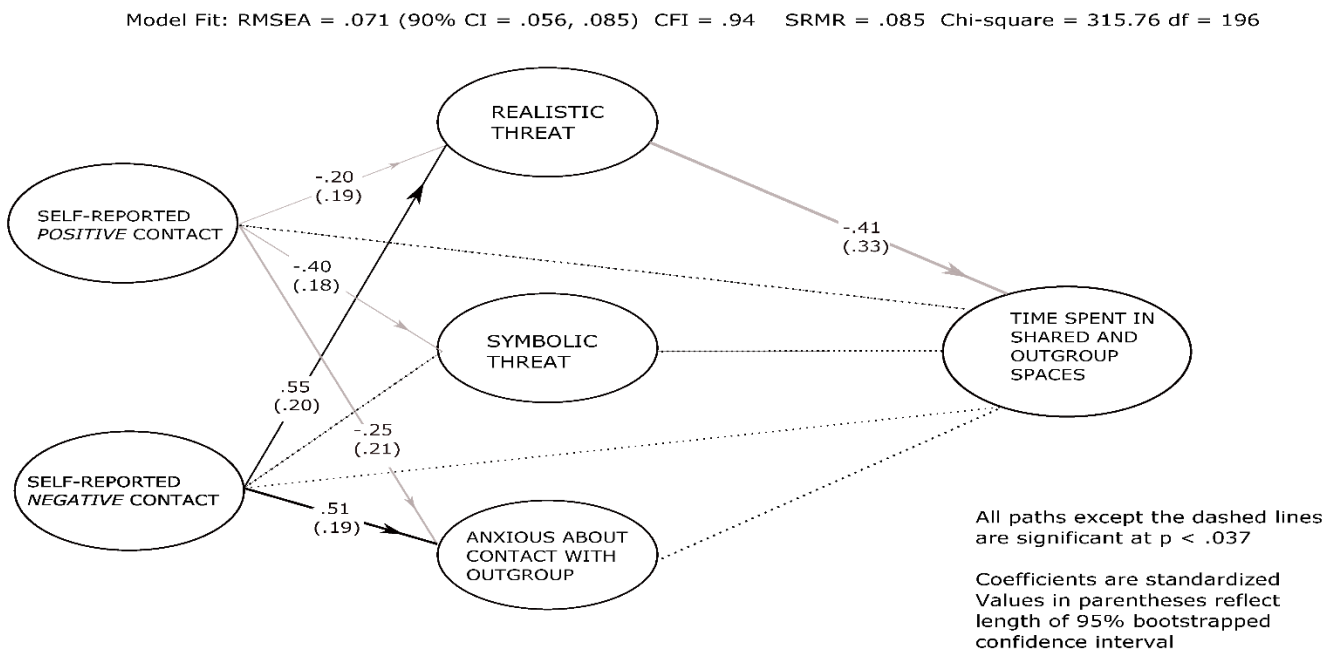 Model Fit: RMSEA = .071 (90% CI = .056, .085)  CFI = .94   SRMR = .085  Chi-square = 315.76 df = 196
REALISTIC
THREAT
-.20
(.19)
SELF-REPORTED
POSITIVE CONTACT
-.41
(.33)
-.40
(.18)
TIME SPENT IN
SHARED AND
OUTGROUP
SPACES
SYMBOLIC
THREAT
.55
(.20)
-.25
(.21)
SELF-REPORTED
NEGATIVE CONTACT
.51
(.19)
ANXIOUS ABOUT
CONTACT WITH
OUTGROUP
All paths except the dashed lines
are significant at p < .037
Coefficients are standardized
Values in parentheses reflect
length of 95% bootstrapped
confidence interval